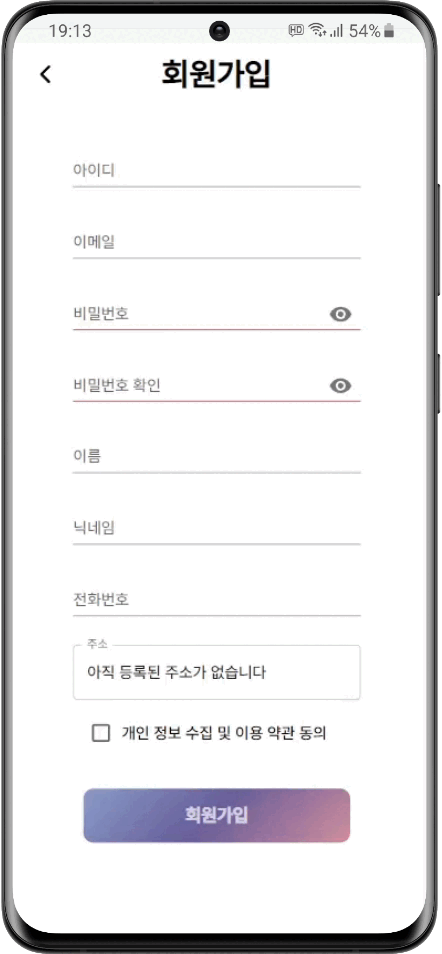 19:13 HD 54%
회원가입
아이디
이메일
비밀번호
비밀번호 확인
이름
닉네임
전화번호
주소
아직 등록된 주소가 없습니다
개인 정보 수집 및 이용 약관 동의
회원가입